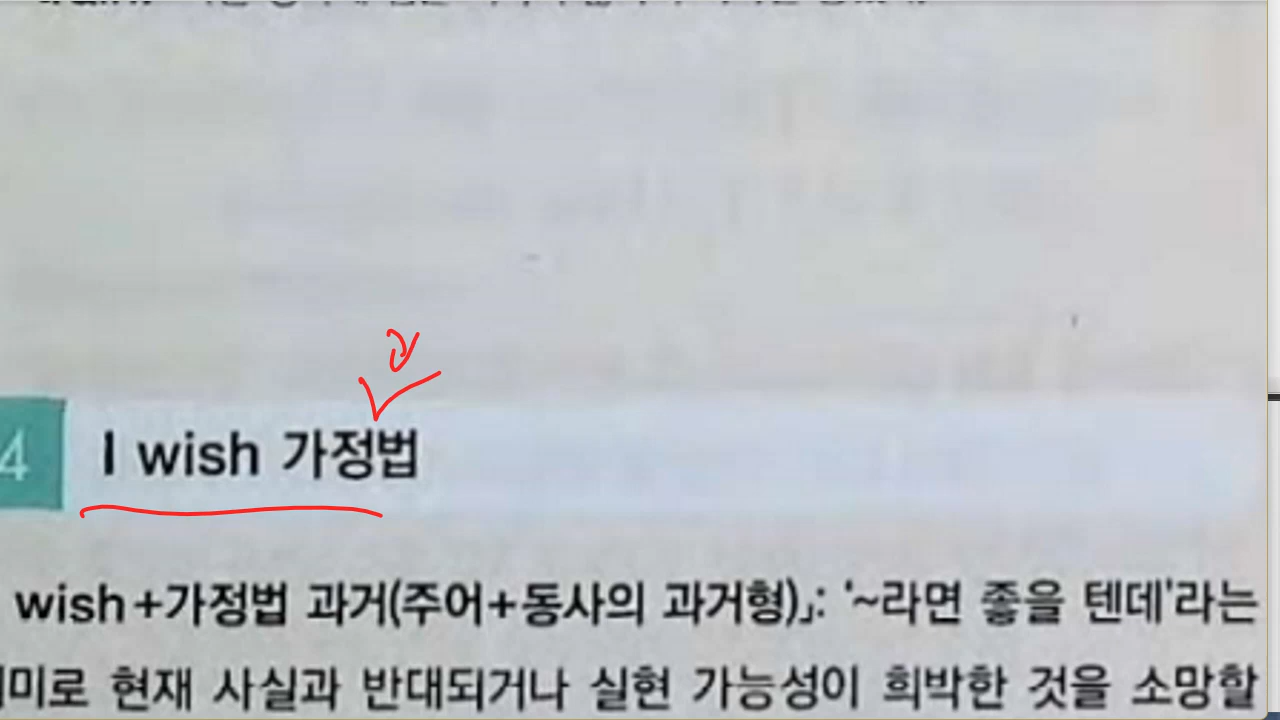 4 I wish 가정법
wish+가정법 과거(주어+동사의 과거형)」: '~라면 좋을 텐데'라는
미로 현재 사실과 반대되거나 실현 가능성이 희박한 것을 소망할